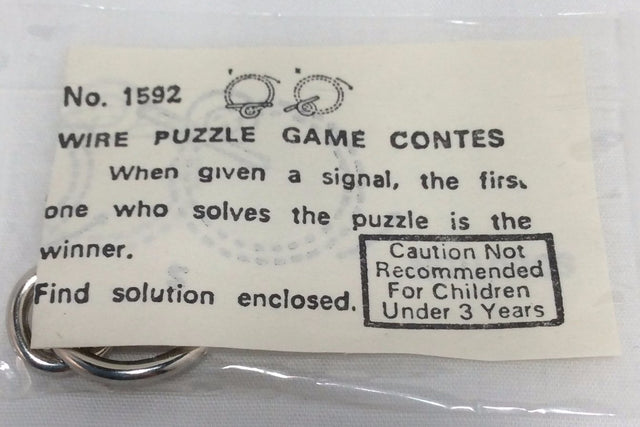 No. 1592
WIRE PUZZLE GAME CONTES
When given a signal, the first
one who solves the puzzle is the
winner.
Find solution enclosed.
Caution Not
Recommended
For Children
Under 3 Years